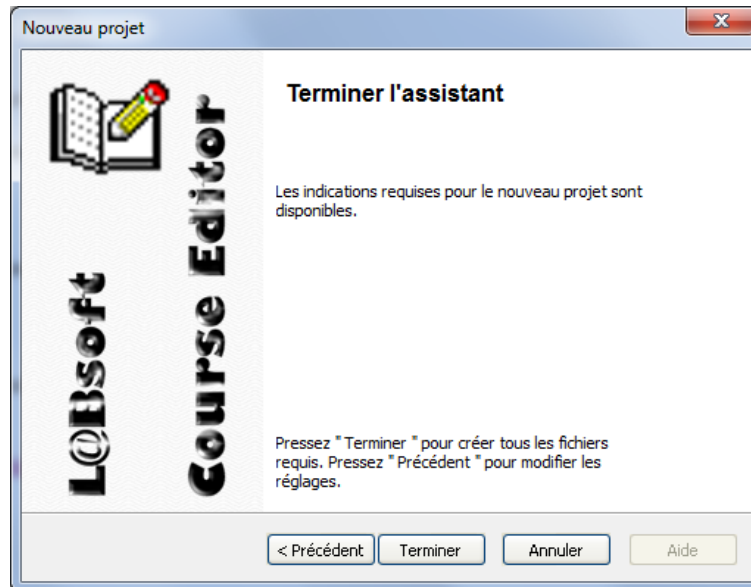 Nouveau projet
L@Bsoft
Course Editor
Terminer l'assistant
Les indications requises pour le nouveau projet sont
disponibles.
Pressez " Terminer " pour créer tous les fichiers
requis. Pressez " Précédent " pour modifier les
réglages.
< Précédent Terminer Annuler Aide